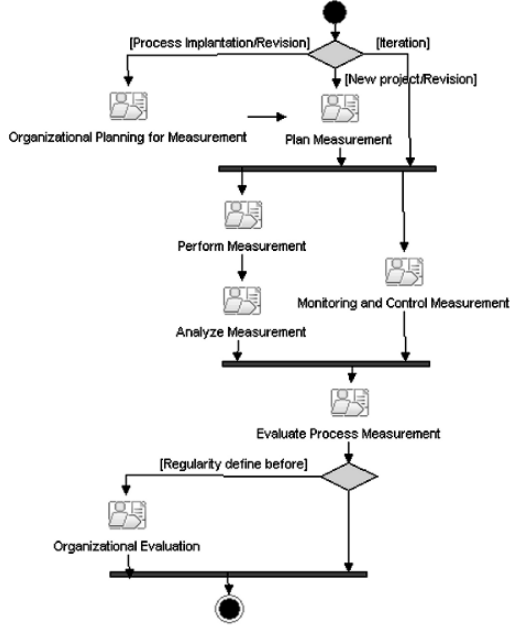 [Process Implantation/Revision]
[Iteration]
[New project/Revision]
Organizational Planning for Measurement
Plan Measurement
Perform Measurement
Monitoring and Control Measurement
Analyze Measurement
Evaluate Process Measurement
[Regularity define before]
Organizational Evaluation